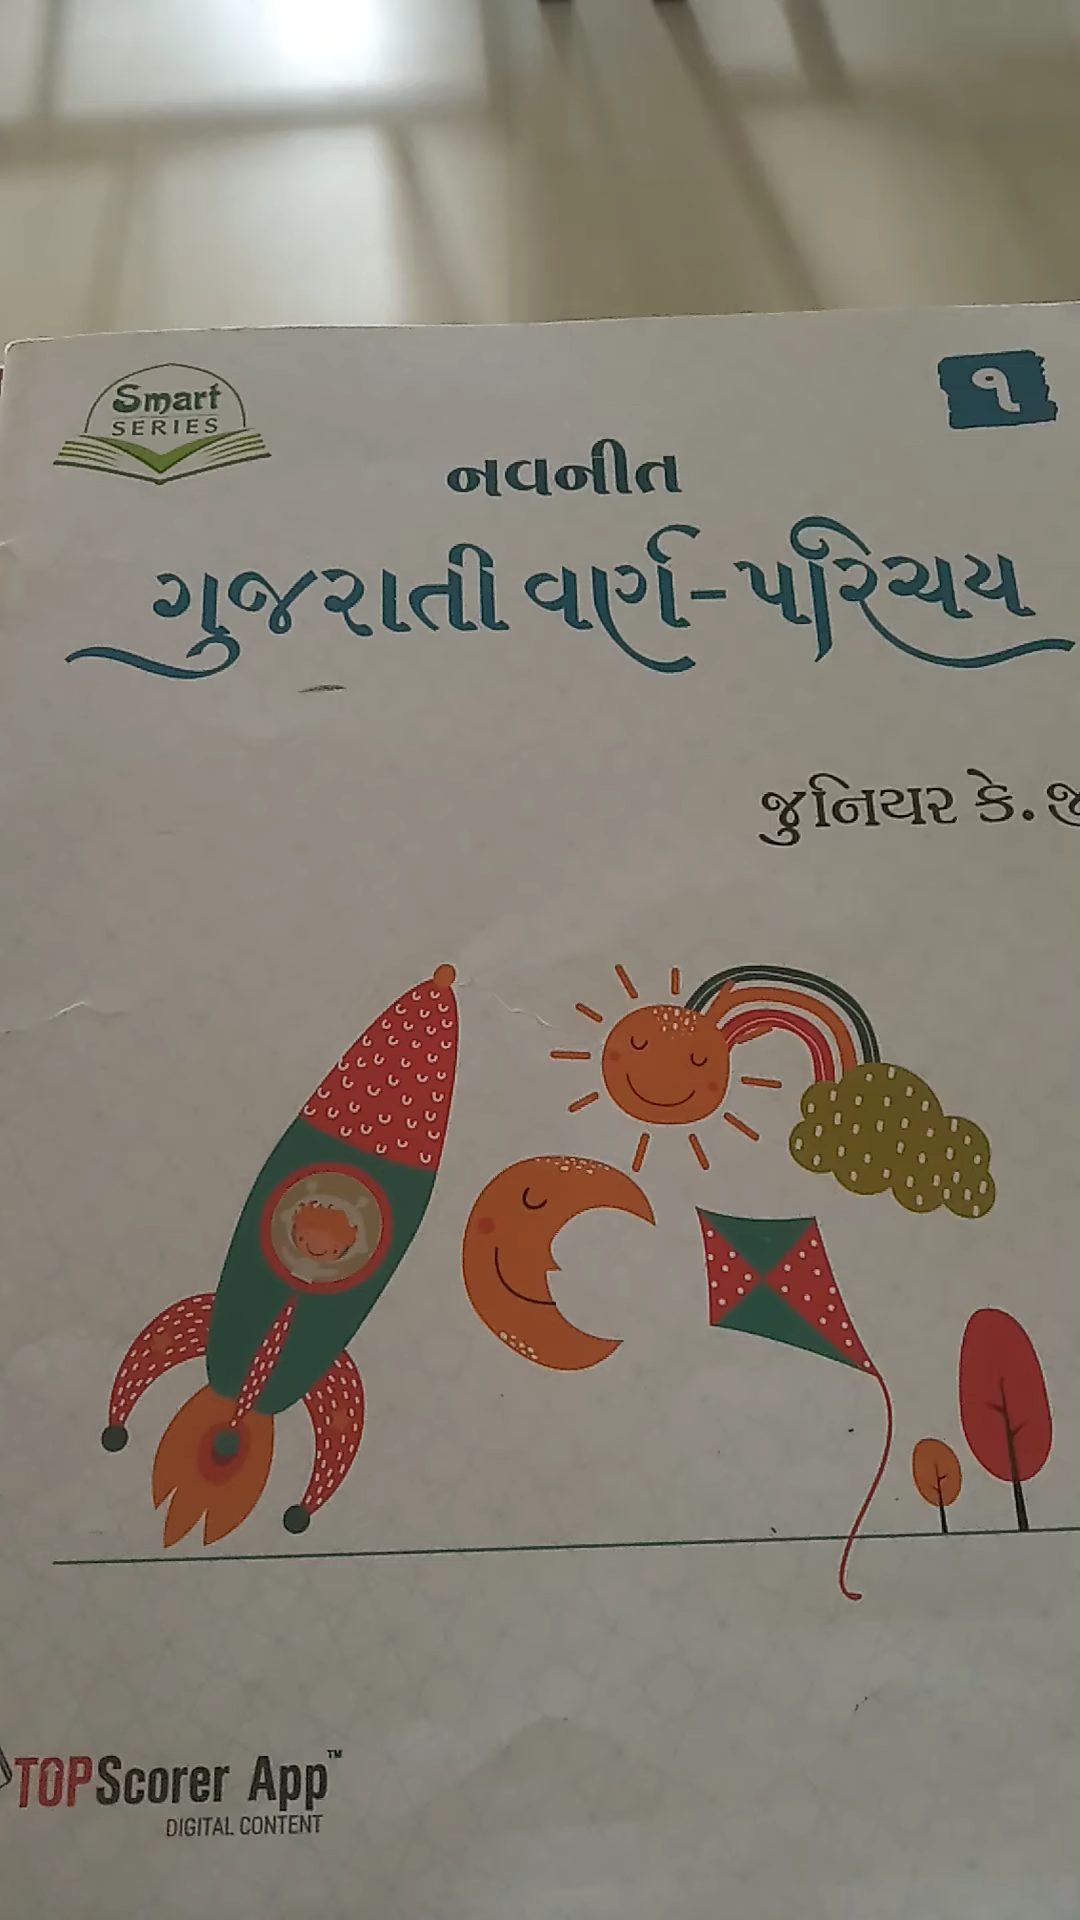 Smart
SERIES
૧
નવનીત
ગુજરાતી વર્ણ-પરિચય
જુનિયર કે.
TOPScorer App™
DIGITAL CONTENT